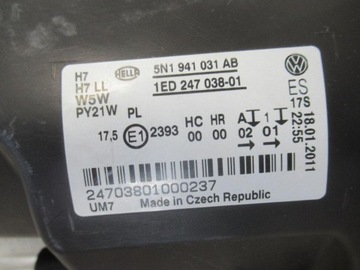 H7
H7 LL
W5W
PY21W
HELLA
5N1 941 031 AB
1ED 247 038-01
PL
17,5 E1 2393
HC HR
00 00
A 1
02 01
ES
17S
18.01.2011
22:55
24703801000237
UM7 Made in Czech Republic